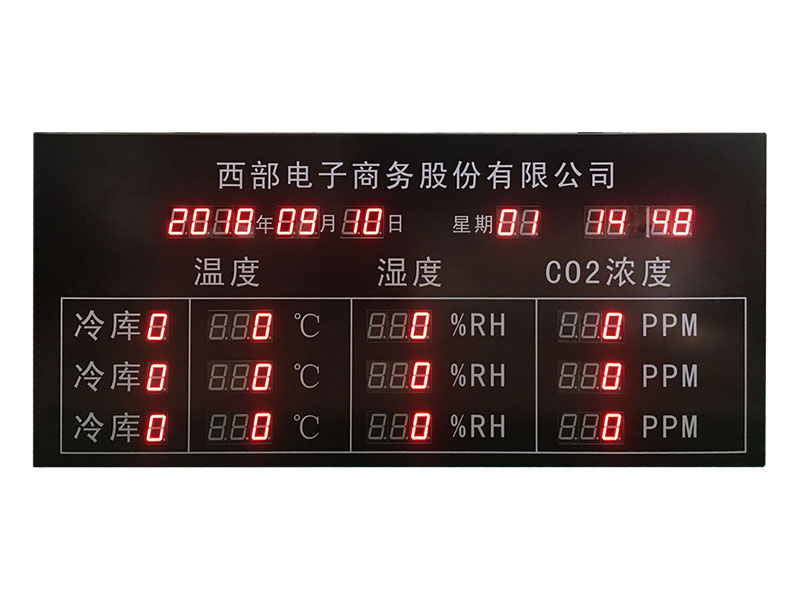 西部电子商务股份有限公司
2018年09月10日 星期01 14 48
温度 湿度 CO2浓度
冷库0 0 ℃ 0 %RH 0 PPM
冷库0 0 ℃ 0 %RH 0 PPM
冷库0 0 ℃ 0 %RH 0 PPM